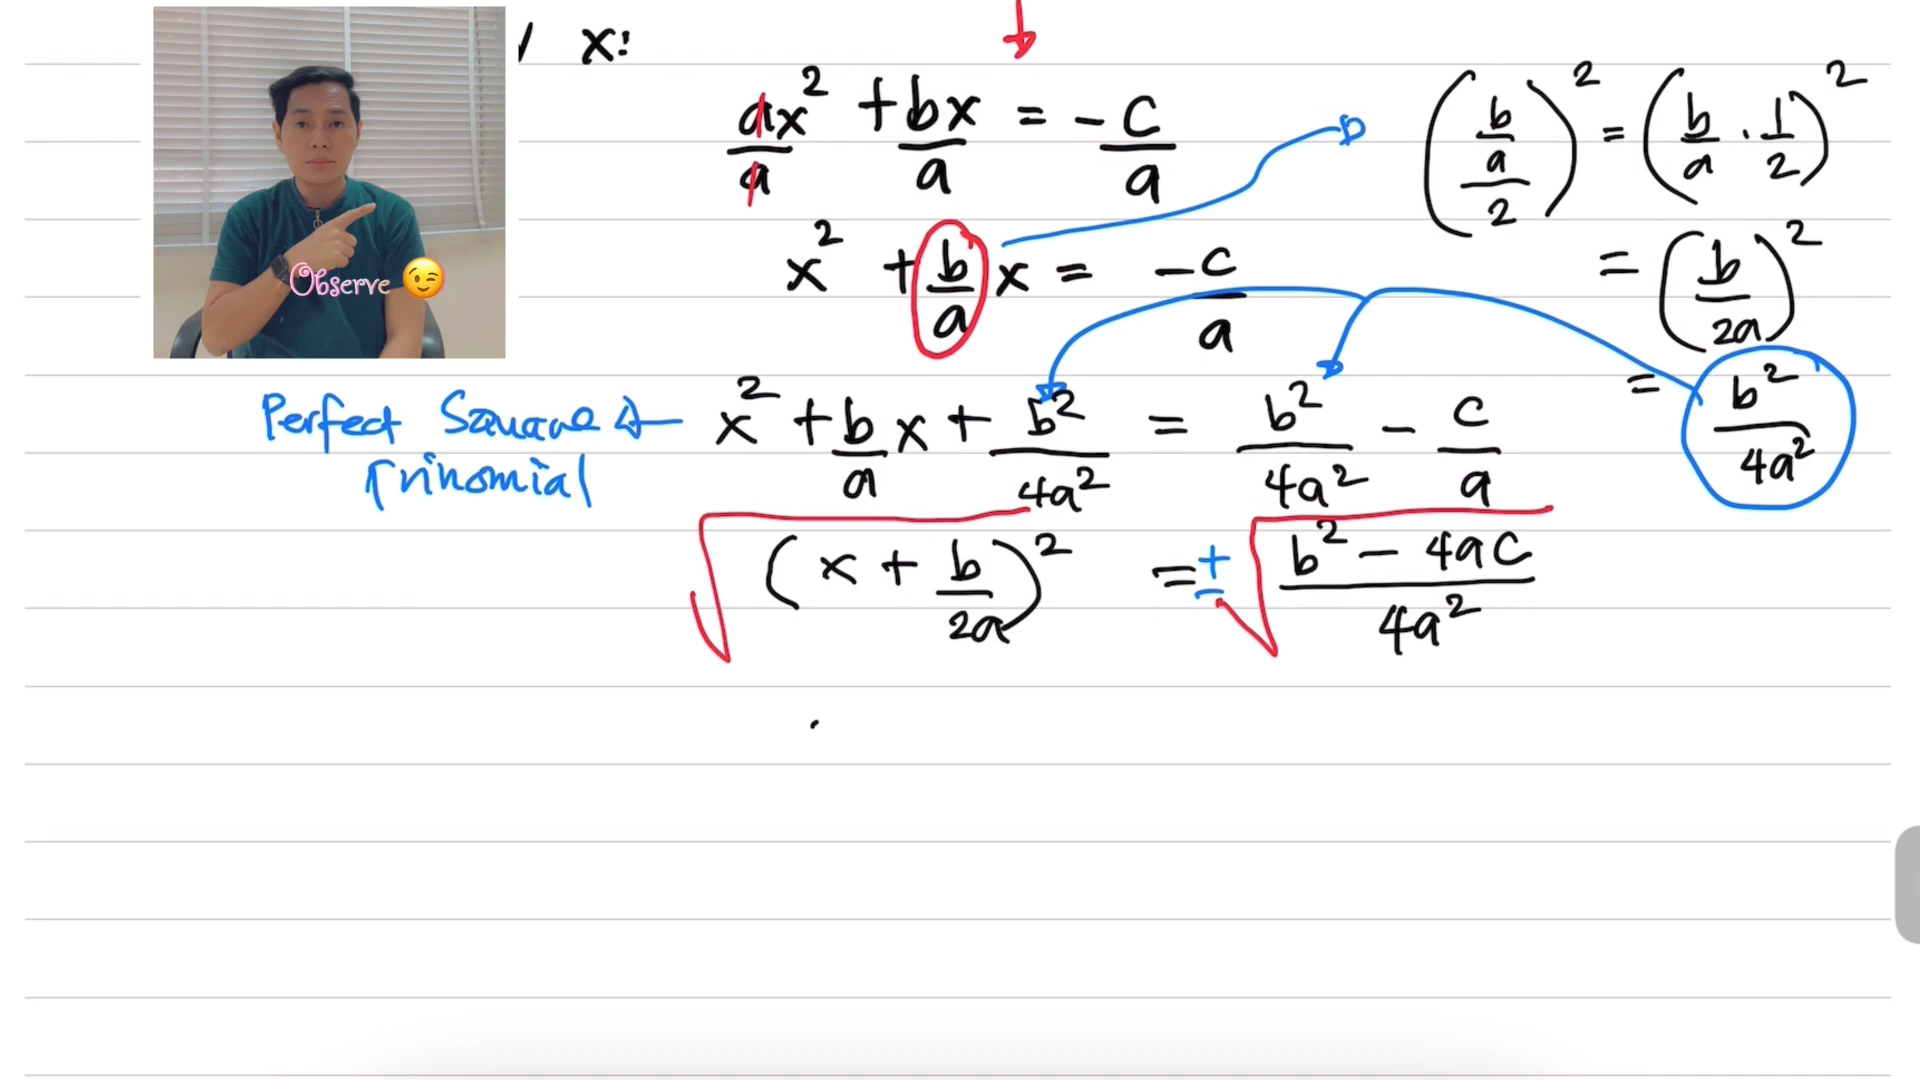 x:
ax²/a + bx/a = -c/a
x² + b/a x = -c/a
(b/a/2)² = (b/a · 1/2)²
= (b/2a)²
= b²/4a²
Observe 😉
Perfect Square
Trinomial
x² + b/a x + b²/4a² = b²/4a² - c/a
√(x + b/2a)² = ±√b² - 4ac/4a²